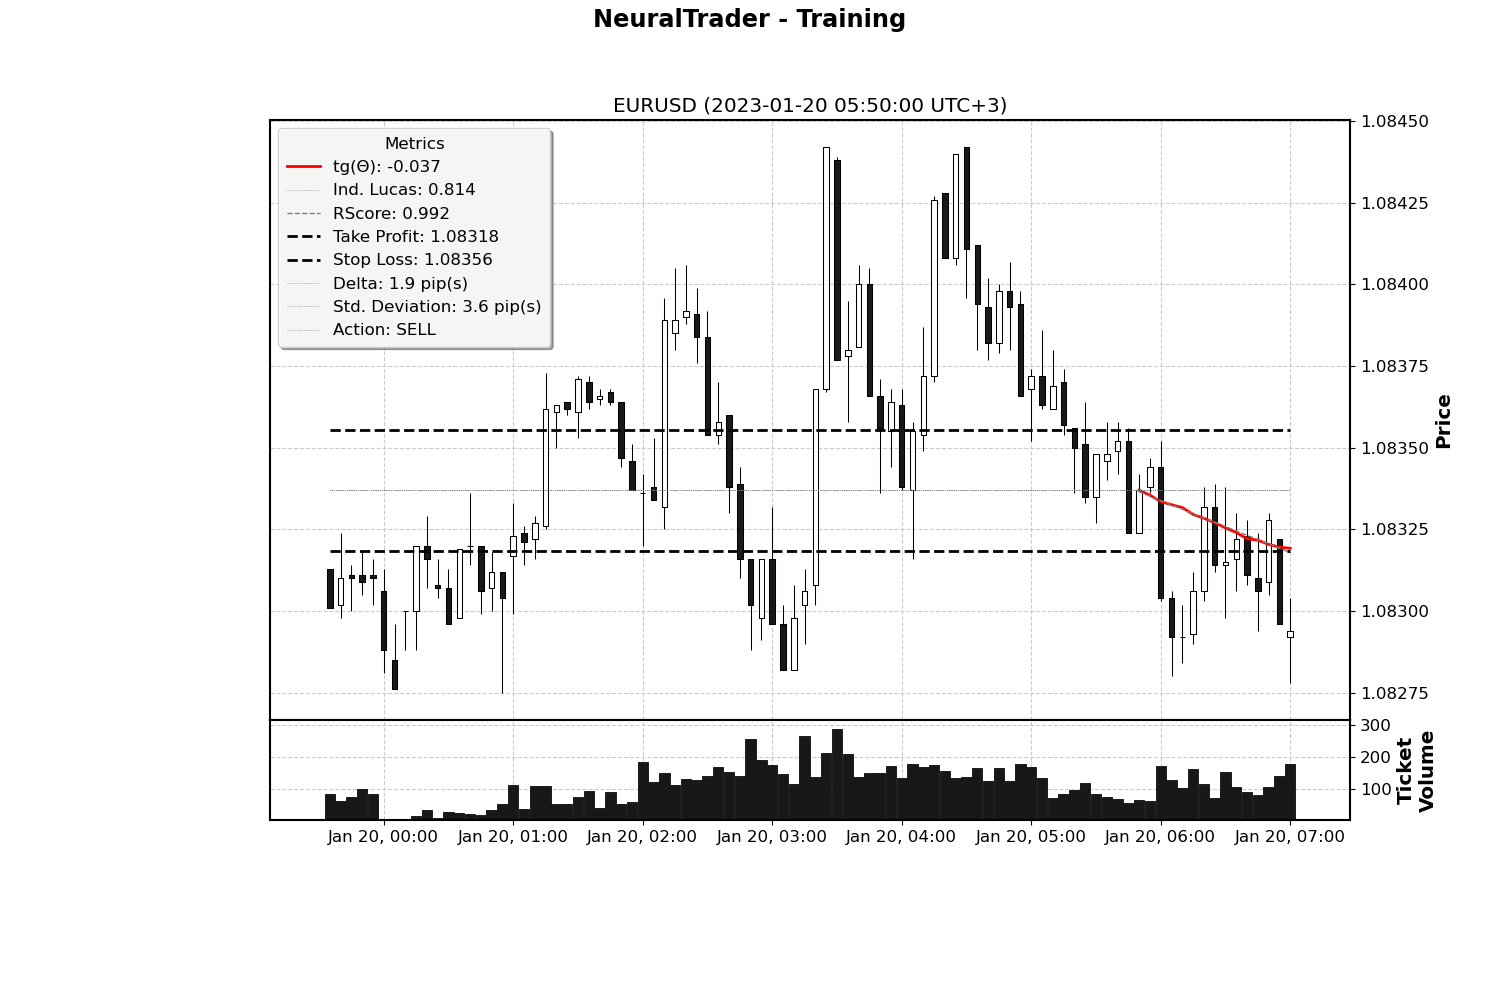 NeuralTrader - Training
EURUSD (2023-01-20 05:50:00 UTC+3)
Metrics
tg(Θ): -0.037
Ind. Lucas: 0.814
RScore: 0.992
Take Profit: 1.08318
Stop Loss: 1.08356
Delta: 1.9 pip(s)
Std. Deviation: 3.6 pip(s)
Action: SELL
1.08450
1.08425
1.08400
1.08375
1.08350
1.08325
1.08300
1.08275
Price
300
200
100
Ticket
Volume
Jan 20, 00:00
Jan 20, 01:00
Jan 20, 02:00
Jan 20, 03:00
Jan 20, 04:00
Jan 20, 05:00
Jan 20, 06:00
Jan 20, 07:00